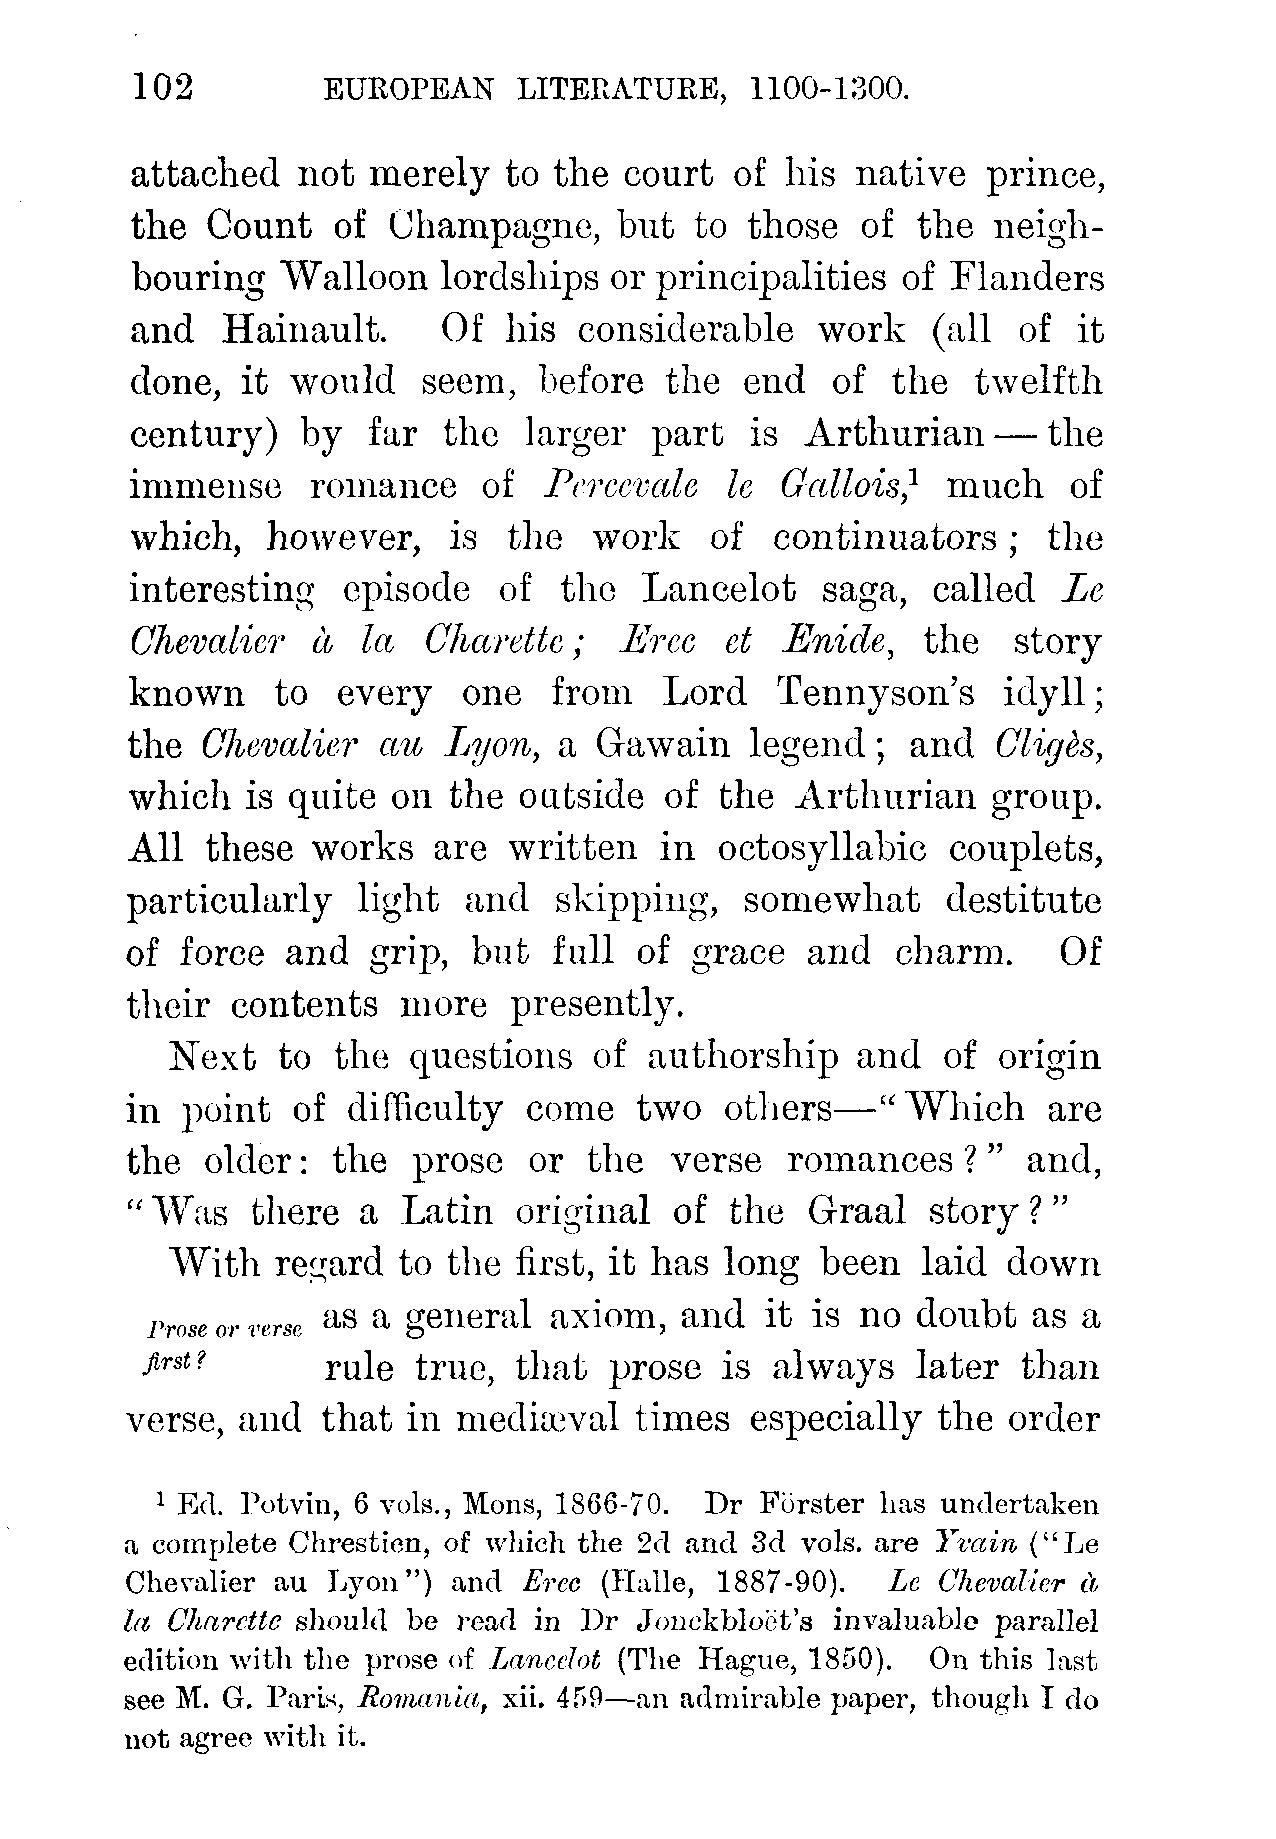 102 EUROPEAN LITERATURE, 1100-1300.
attached not merely to the court of his native prince,
the Count of Champagne, but to those of the neigh-
bouring Walloon lordships or principalities of Flanders
and Hainault. Of his considerable work (all of it
done, it would seem, before the end of the twelfth
century) by far the larger part is Arthurian — the
immense romance of Percevale le Gallois,¹ much of
which, however, is the work of continuators; the
interesting episode of the Lancelot saga, called Le
Chevalier à la Charette; Erec et Enide, the story
known to every one from Lord Tennyson's idyll;
the Chevalier au Lyon, a Gawain legend; and Cligès,
which is quite on the outside of the Arthurian group.
All these works are written in octosyllabic couplets,
particularly light and skipping, somewhat destitute
of force and grip, but full of grace and charm. Of
their contents more presently.
Next to the questions of authorship and of origin
in point of difficulty come two others—"Which are
the older: the prose or the verse romances?" and,
"Was there a Latin original of the Graal story?"
With regard to the first, it has long been laid down
Prose or verse as a general axiom, and it is no doubt as a
first? rule true, that prose is always later than
verse, and that in mediæval times especially the order
¹ Ed. Potvin, 6 vols., Mons, 1866-70. Dr Förster has undertaken
a complete Chrestien, of which the 2d and 3d vols. are Yvain ("Le
Chevalier au Lyon") and Erec (Halle, 1887-90). Le Chevalier à
la Charette should be read in Dr Jonckbloët's invaluable parallel
edition with the prose of Lancelot (The Hague, 1850). On this last
see M. G. Paris, Romania, xii. 459—an admirable paper, though I do
not agree with it.